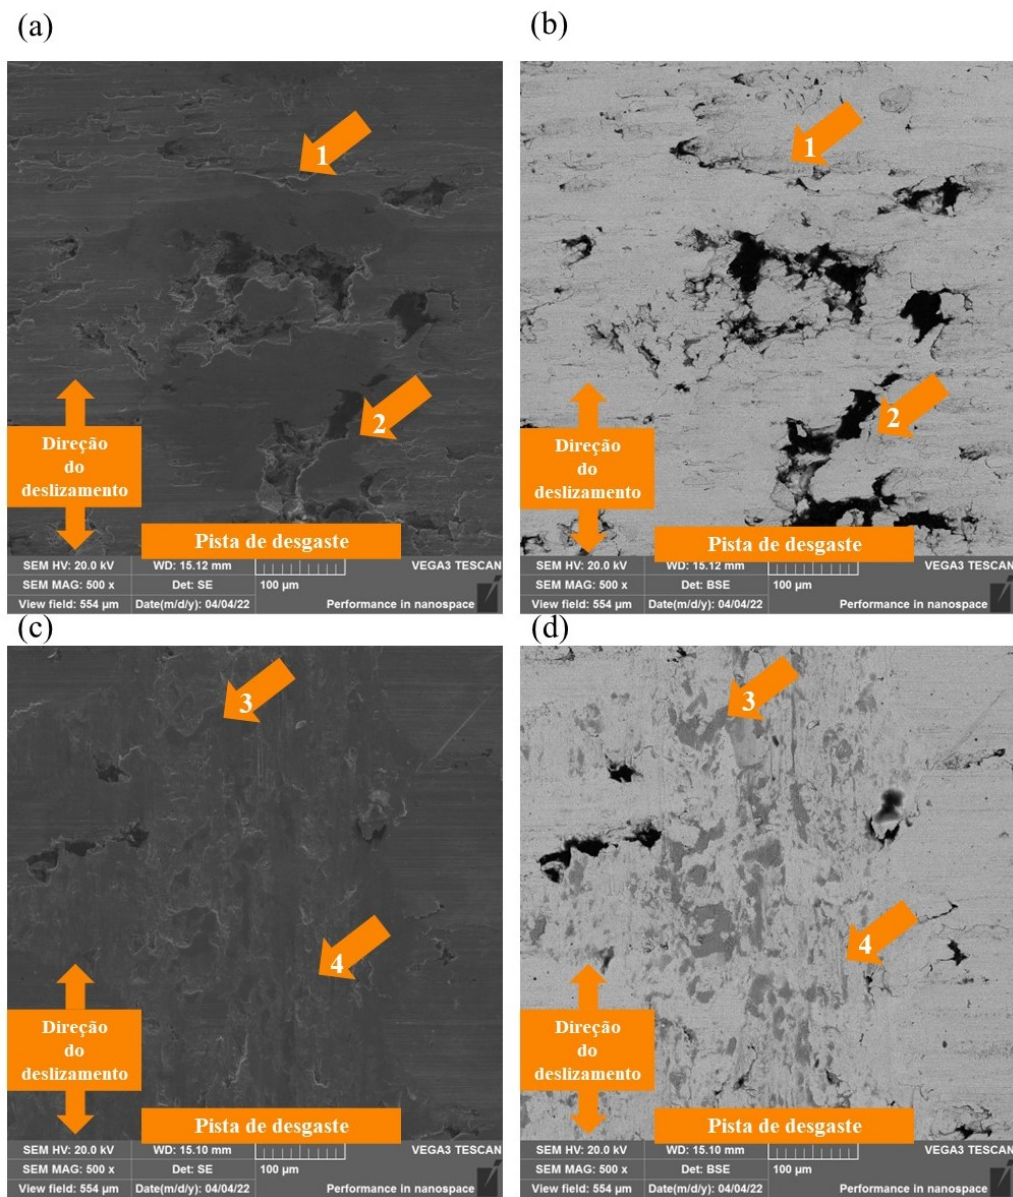 (a)
(b)
1
1
2
2
Direção
do
deslizamento
Direção
do
deslizamento
Pista de desgaste
Pista de desgaste
SEM HV: 20.0 kV WD: 15.12 mm VEGA3 TESCAN
SEM MAG: 500 x Det: SE 100 µm
View field: 554 µm Date(m/d/y): 04/04/22 Performance in nanospace
SEM HV: 20.0 kV WD: 15.12 mm VEGA3 TESCAN
SEM MAG: 500 x Det: BSE 100 µm
View field: 554 µm Date(m/d/y): 04/04/22 Performance in nanospace
(c)
(d)
3
3
4
4
Direção
do
deslizamento
Direção
do
deslizamento
Pista de desgaste
Pista de desgaste
SEM HV: 20.0 kV WD: 15.10 mm VEGA3 TESCAN
SEM MAG: 500 x Det: SE 100 µm
View field: 554 µm Date(m/d/y): 04/04/22 Performance in nanospace
SEM HV: 20.0 kV WD: 15.10 mm VEGA3 TESCAN
SEM MAG: 500 x Det: BSE 100 µm
View field: 554 µm Date(m/d/y): 04/04/22 Performance in nanospace